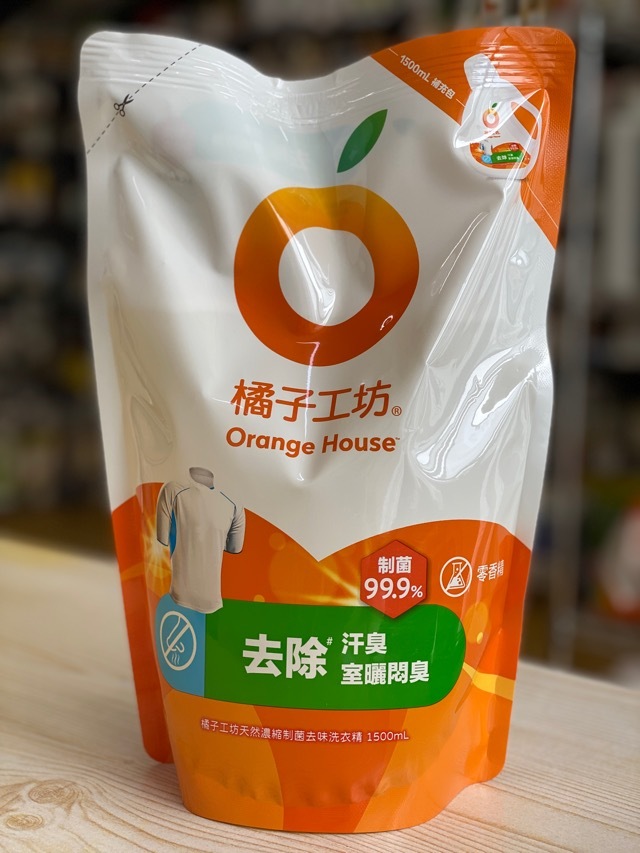 1500mL 補充包
橘子工坊®
Orange House™
制菌
99.9%
零香精
去除#
汗臭
室曬悶臭
橘子工坊天然濃縮制菌去味洗衣精 1500mL